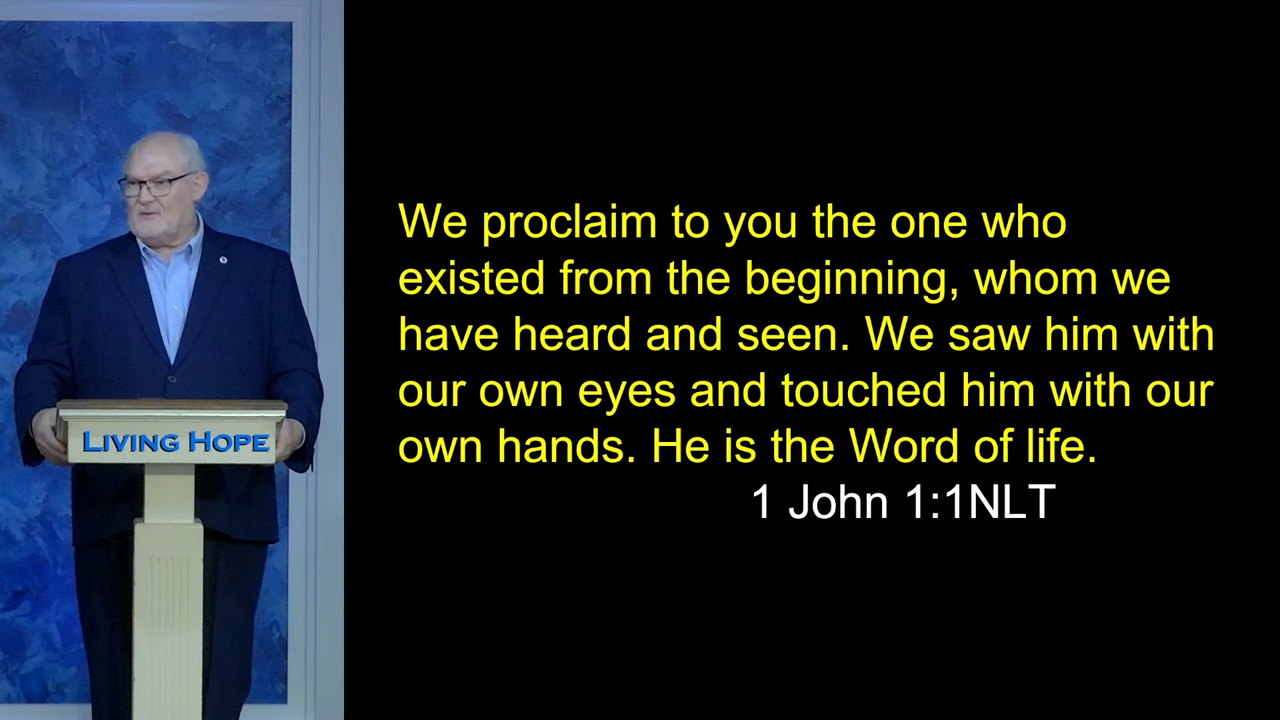 LIVING HOPE
We proclaim to you the one who
existed from the beginning, whom we
have heard and seen. We saw him with
our own eyes and touched him with our
own hands. He is the Word of life.
1 John 1:1NLT